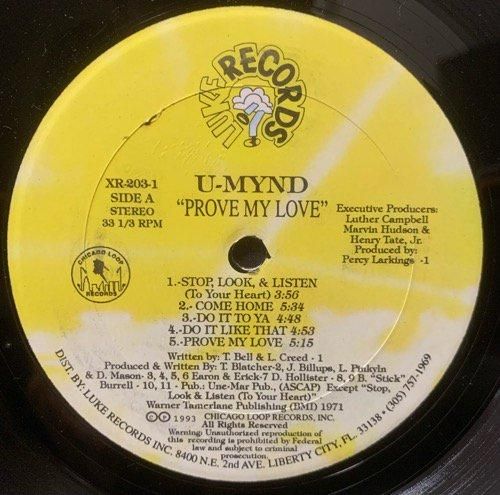 LUKE RECORDS
XR-203-1
SIDE A
STEREO
33 1/3 RPM
U-MYND
"PROVE MY LOVE"
Executive Producers:
Luther Campbell
Marvin Hudson &
Henry Tate, Jr.
Produced by:
Percy Larkings -1
CHICAGO LOOP
RECORDS
1.-STOP, LOOK, & LISTEN
(To Your Heart) 3:56
2.- COME HOME 5:34
3.-DO IT TO YA 4:48
4.-DO IT LIKE THAT 4:53
5.-PROVE MY LOVE
Written by: T. Bell & L. Creed - 1
Produced & Written by: T. Blatcher-2, J. Billups, L. Pinkyln
& D. Mason- 3, 4, 5, 6 Earon & Erick-7 D. Hollister - 8, 9 B. "Stick"
Burrell - 10, 11 - Pub.: Une-Mar Pub., (ASCAP) Except "Stop,
Look & Listen (To Your Heart)"
Warner Tamerlane Publishing (BMI) 1971
© ℗ 1993 CHICAGO LOOP RECORDS, INC.
All Rights Reserved
Warning: Unauthorized reproduction of
this recording is prohibited by Federal
law and subject to criminal
prosecution.
DIST. BY: LUKE RECORDS INC. 8400 N.E. 2nd AVE. LIBERTY CITY, FL. 33138 • (305) 757-1969